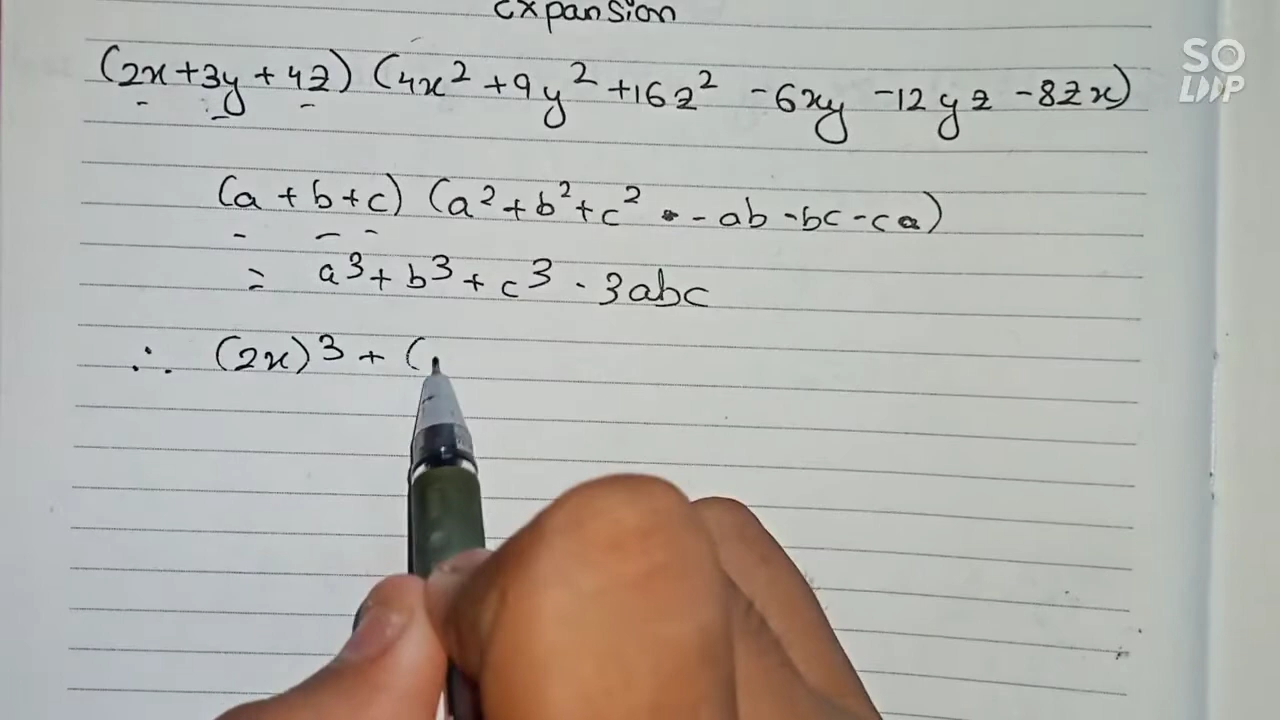 expansion
(2x+3y+4z) (4x²+9y²+16z² -6xy -12yz -8zx)
(a+b+c) (a²+b²+c² - ab - bc - ca)
= a³+b³+c³ - 3abc
∴ (2x)³ + (
SO LOOP